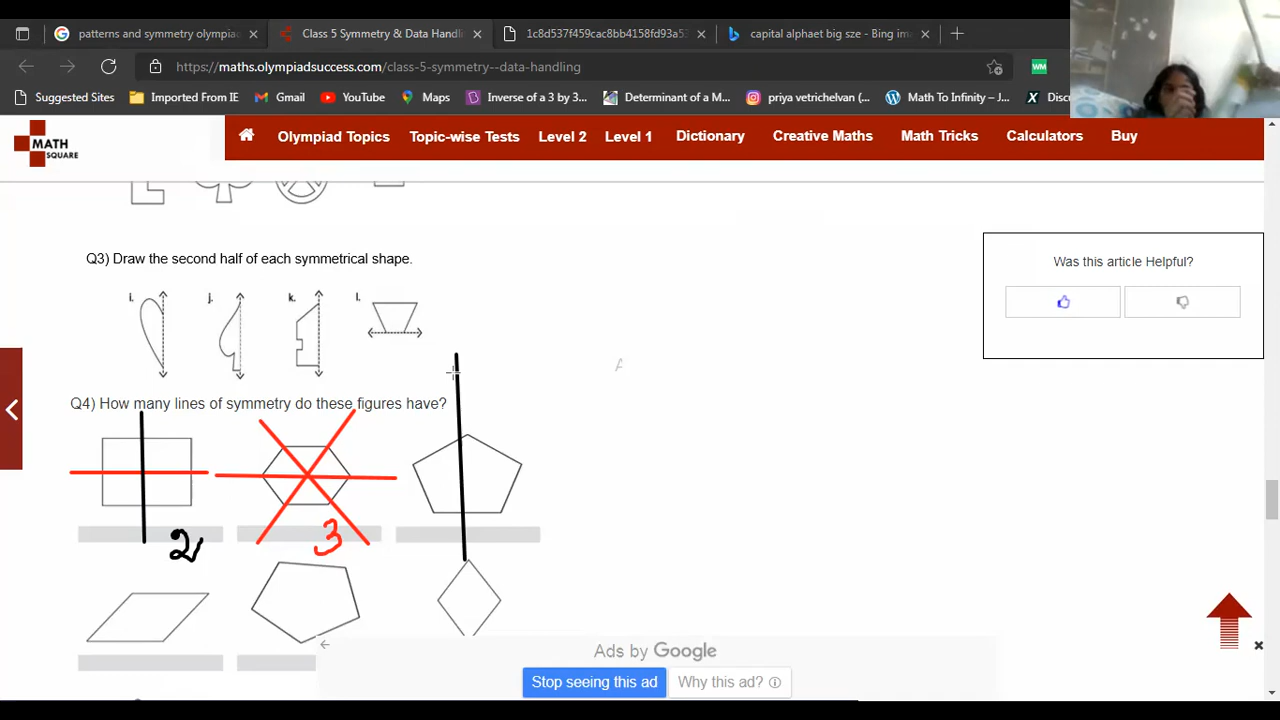 patterns and symmetry olympiad
Class 5 Symmetry & Data Handli
1c8d537f459cac8bb4158fd93a53
capital alphaet big sze - Bing ima
https://maths.olympiadsuccess.com/class-5-symmetry--data-handling
WM
Suggested Sites
Imported From IE
Gmail
YouTube
Maps
Inverse of a 3 by 3...
Determinant of a M...
priya vetrichelvan (...
Math To Infinity – J...
MATH
SQUARE
Olympiad Topics
Topic-wise Tests
Level 2
Level 1
Dictionary
Creative Maths
Math Tricks
Calculators
Buy
Was this article Helpful?
Q3) Draw the second half of each symmetrical shape.
i.
j.
k.
l.
Q4) How many lines of symmetry do these figures have?
2
3
Ads by Google
Stop seeing this ad
Why this ad?